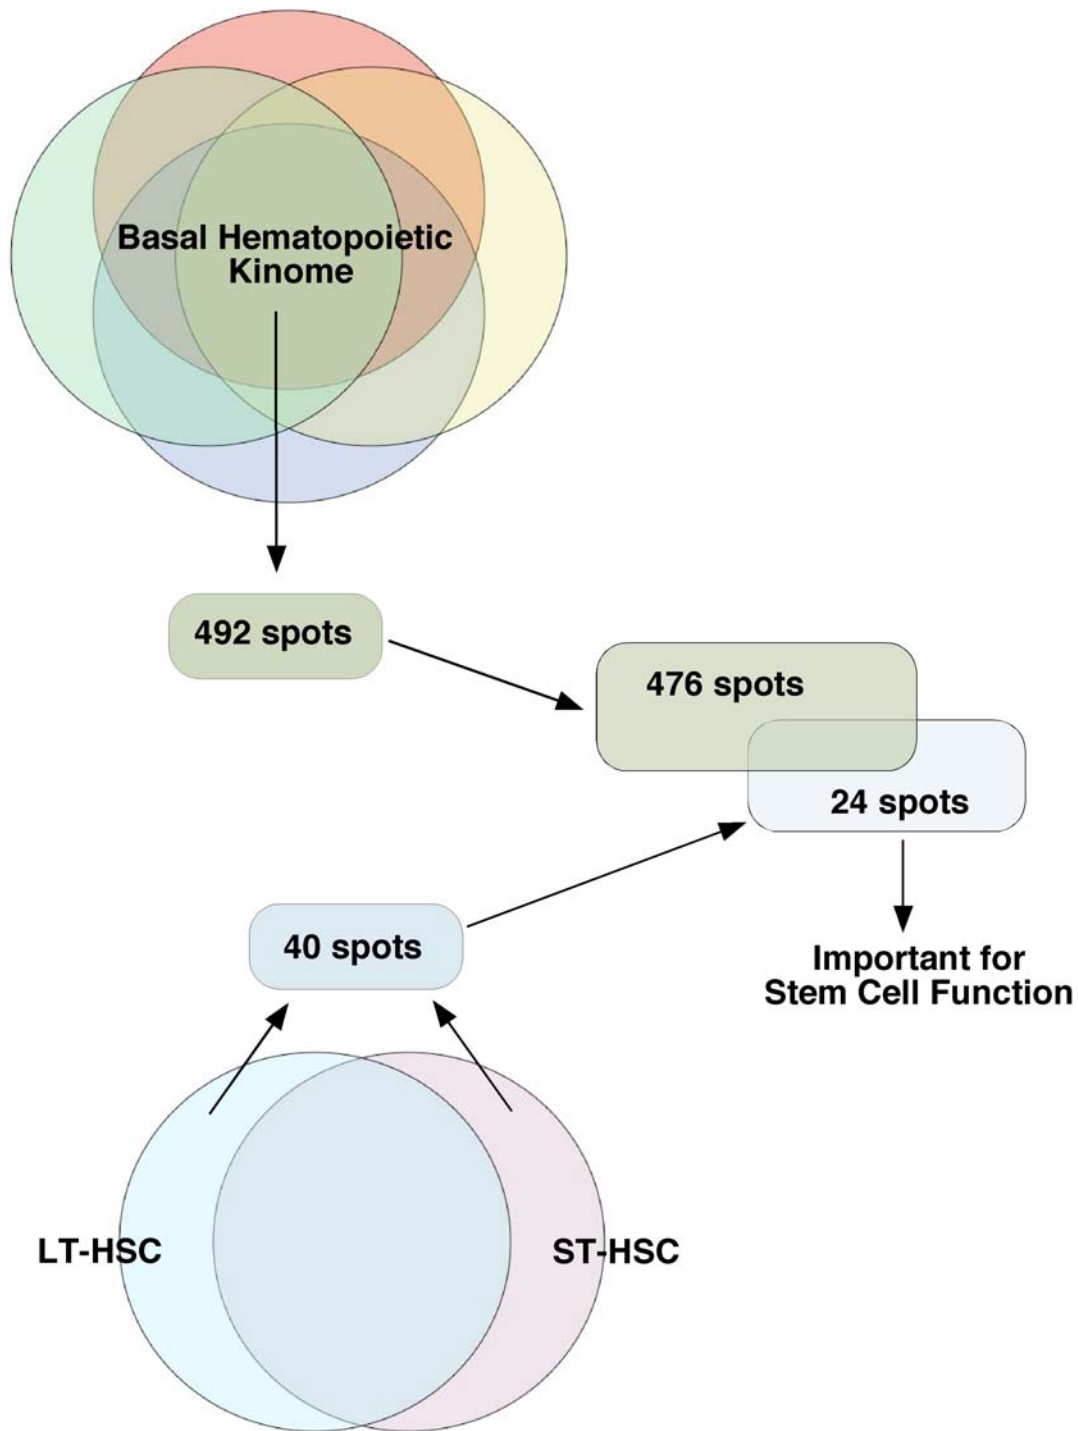 Basal Hematopoietic
Kinome
492 spots
476 spots
24 spots
40 spots
Important for
Stem Cell Function
LT-HSC
ST-HSC